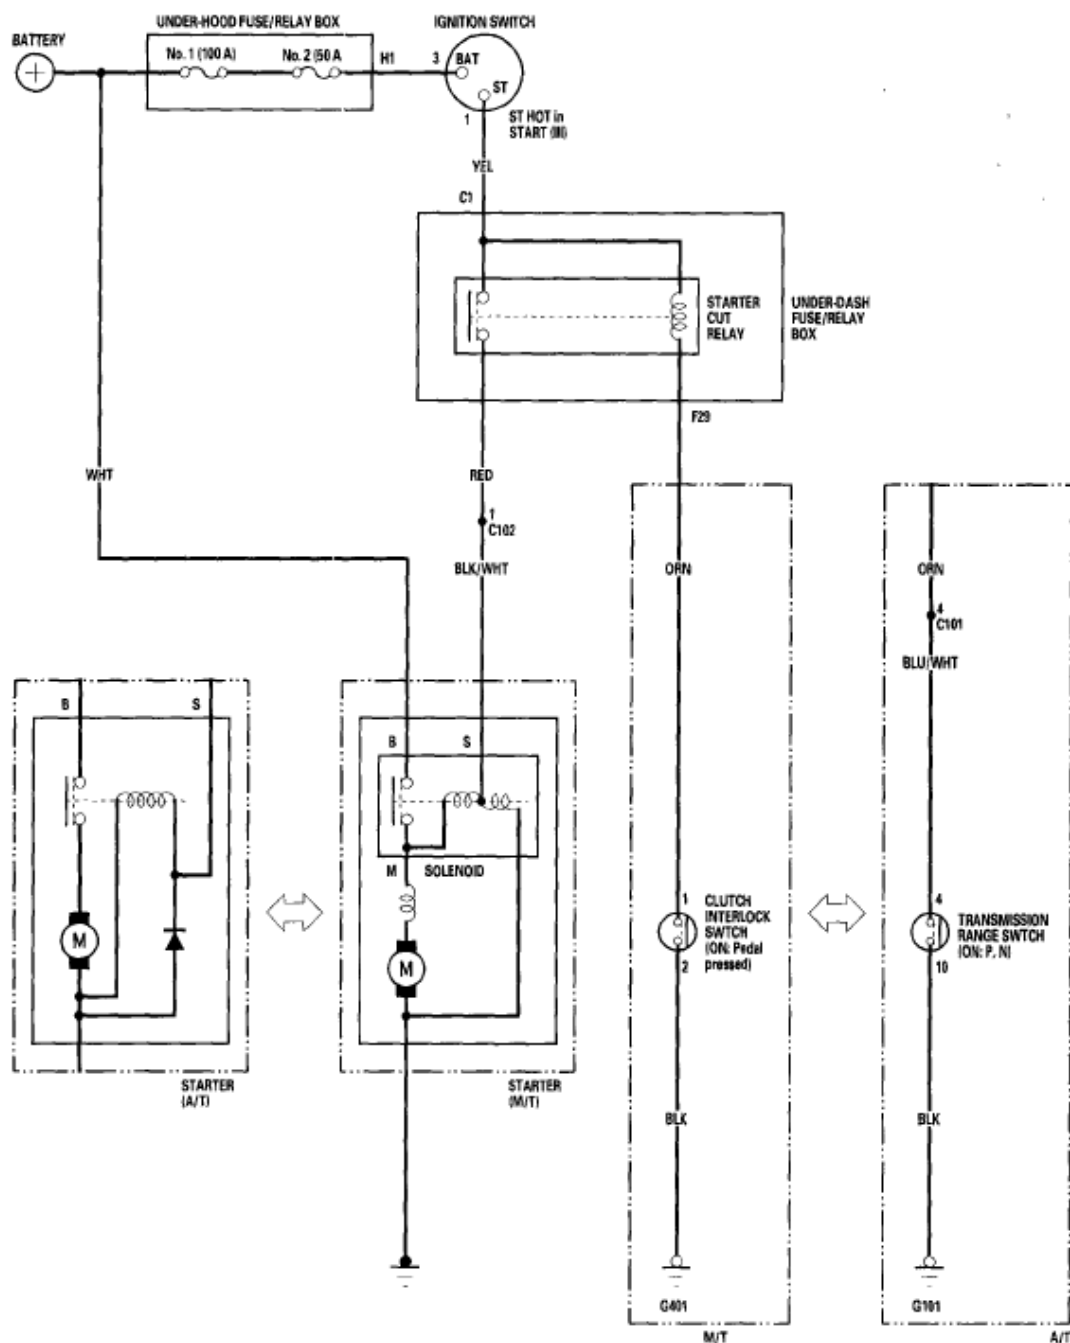 UNDER-HOOD FUSE/RELAY BOX
IGNITION SWITCH
BATTERY
No. 1 (100 A)
No. 2 (50 A
H1
3
BAT
ST
1
ST HOT in
START (III)
YEL
C1
STARTER
CUT
RELAY
UNDER-DASH
FUSE/RELAY
BOX
F29
WHT
RED
1
C102
BLK/WHT
ORN
ORN
4
C101
BLU/WHT
B
S
B
S
M
SOLENOID
M
M
1
CLUTCH
INTERLOCK
SWTCH
(ON: Pedal
pressed)
2
4
TRANSMISSION
RANGE SWTCH
(ON: P, N)
10
STARTER
(A/T)
STARTER
(M/T)
BLK
BLK
G401
G101
M/T
A/T